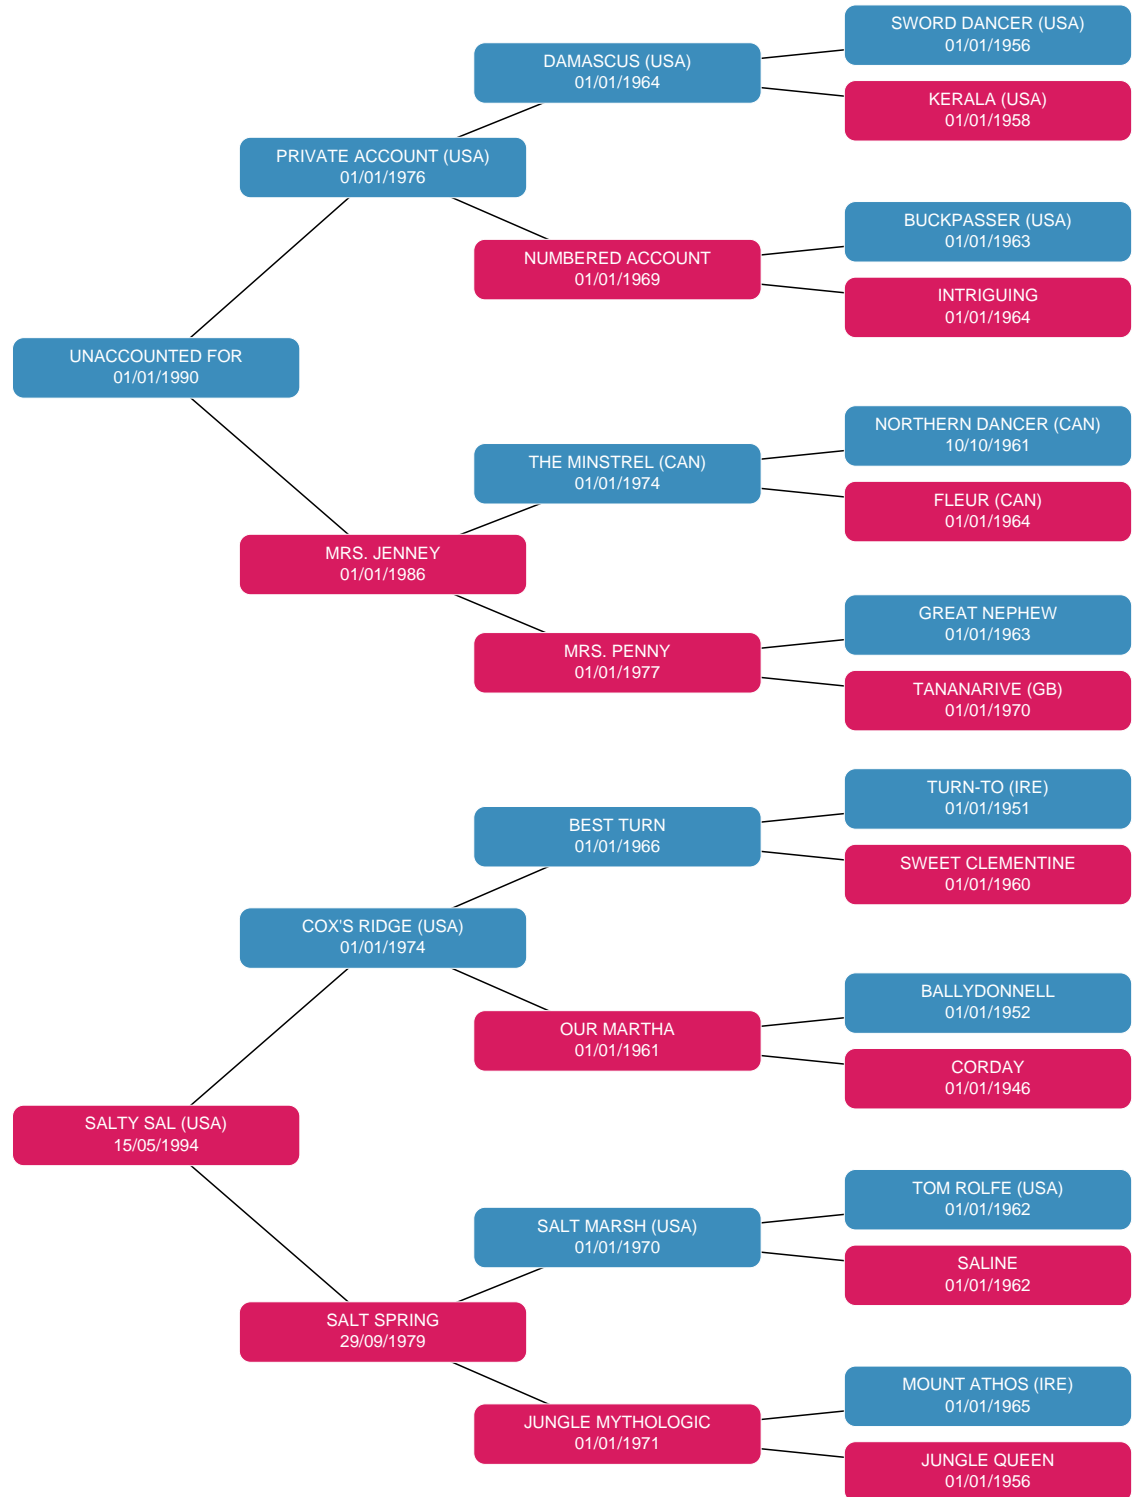 SWORD DANCER (USA)
01/01/1956
DAMASCUS (USA)
01/01/1964
KERALA (USA)
01/01/1958
PRIVATE ACCOUNT (USA)
01/01/1976
BUCKPASSER (USA)
01/01/1963
NUMBERED ACCOUNT
01/01/1969
INTRIGUING
01/01/1964
UNACCOUNTED FOR
01/01/1990
NORTHERN DANCER (CAN)
10/10/1961
THE MINSTREL (CAN)
01/01/1974
FLEUR (CAN)
01/01/1964
MRS. JENNEY
01/01/1986
GREAT NEPHEW
01/01/1963
MRS. PENNY
01/01/1977
TANANARIVE (GB)
01/01/1970
TURN-TO (IRE)
01/01/1951
BEST TURN
01/01/1966
SWEET CLEMENTINE
01/01/1960
COX'S RIDGE (USA)
01/01/1974
BALLYDONNELL
01/01/1952
OUR MARTHA
01/01/1961
CORDAY
01/01/1946
SALTY SAL (USA)
15/05/1994
TOM ROLFE (USA)
01/01/1962
SALT MARSH (USA)
01/01/1970
SALINE
01/01/1962
SALT SPRING
29/09/1979
MOUNT ATHOS (IRE)
01/01/1965
JUNGLE MYTHOLOGIC
01/01/1971
JUNGLE QUEEN
01/01/1956